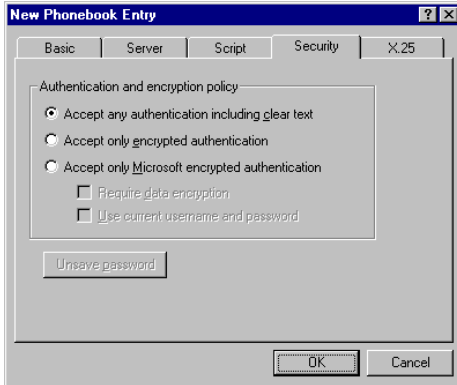 New Phonebook Entry
Basic Server Script Security X.25
Authentication and encryption policy
Accept any authentication including clear text
Accept only encrypted authentication
Accept only Microsoft encrypted authentication
Require data encryption
Use current username and password
Unsave password
OK Cancel